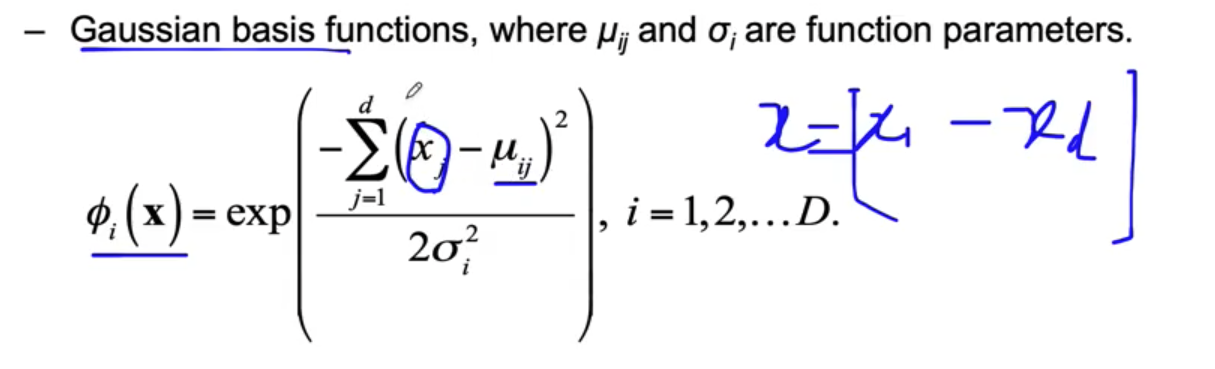 – Gaussian basis functions, where μij and σi are function parameters.
ϕi(x) = exp( −∑_{j=1}^{d} (xj − μij)² / 2σi² ), i = 1,2,…D.
x = [x1 – xd]